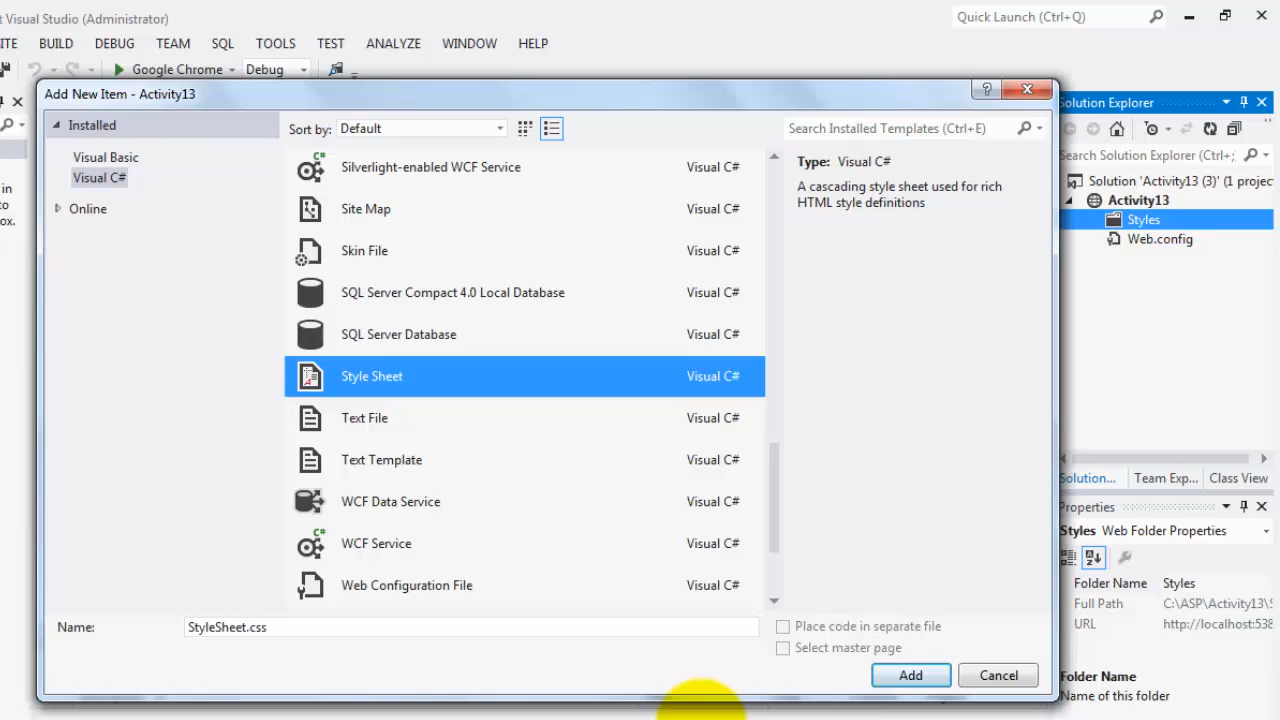 t Visual Studio (Administrator)
Quick Launch (Ctrl+Q)
ITE BUILD DEBUG TEAM SQL TOOLS TEST ANALYZE WINDOW HELP
Google Chrome Debug
Add New Item - Activity13
Installed
Visual Basic
Visual C#
Online
in
to
ox.
Sort by: Default
Search Installed Templates (Ctrl+E)
Silverlight-enabled WCF Service Visual C#
Site Map Visual C#
Skin File Visual C#
SQL Server Compact 4.0 Local Database Visual C#
SQL Server Database Visual C#
Style Sheet Visual C#
Text File Visual C#
Text Template Visual C#
WCF Data Service Visual C#
WCF Service Visual C#
Web Configuration File Visual C#
Type: Visual C#
A cascading style sheet used for rich
HTML style definitions
Name: StyleSheet.css
Place code in separate file
Select master page
Add Cancel
Solution Explorer
Search Solution Explorer (Ctrl+;
Solution 'Activity13 (3)' (1 projec
Activity13
Styles
Web.config
Solution... Team Exp... Class View
Properties
Styles Web Folder Properties
Folder Name Styles
Full Path C:\ASP\Activity13\S
URL http://localhost:538
Folder Name
Name of this folder